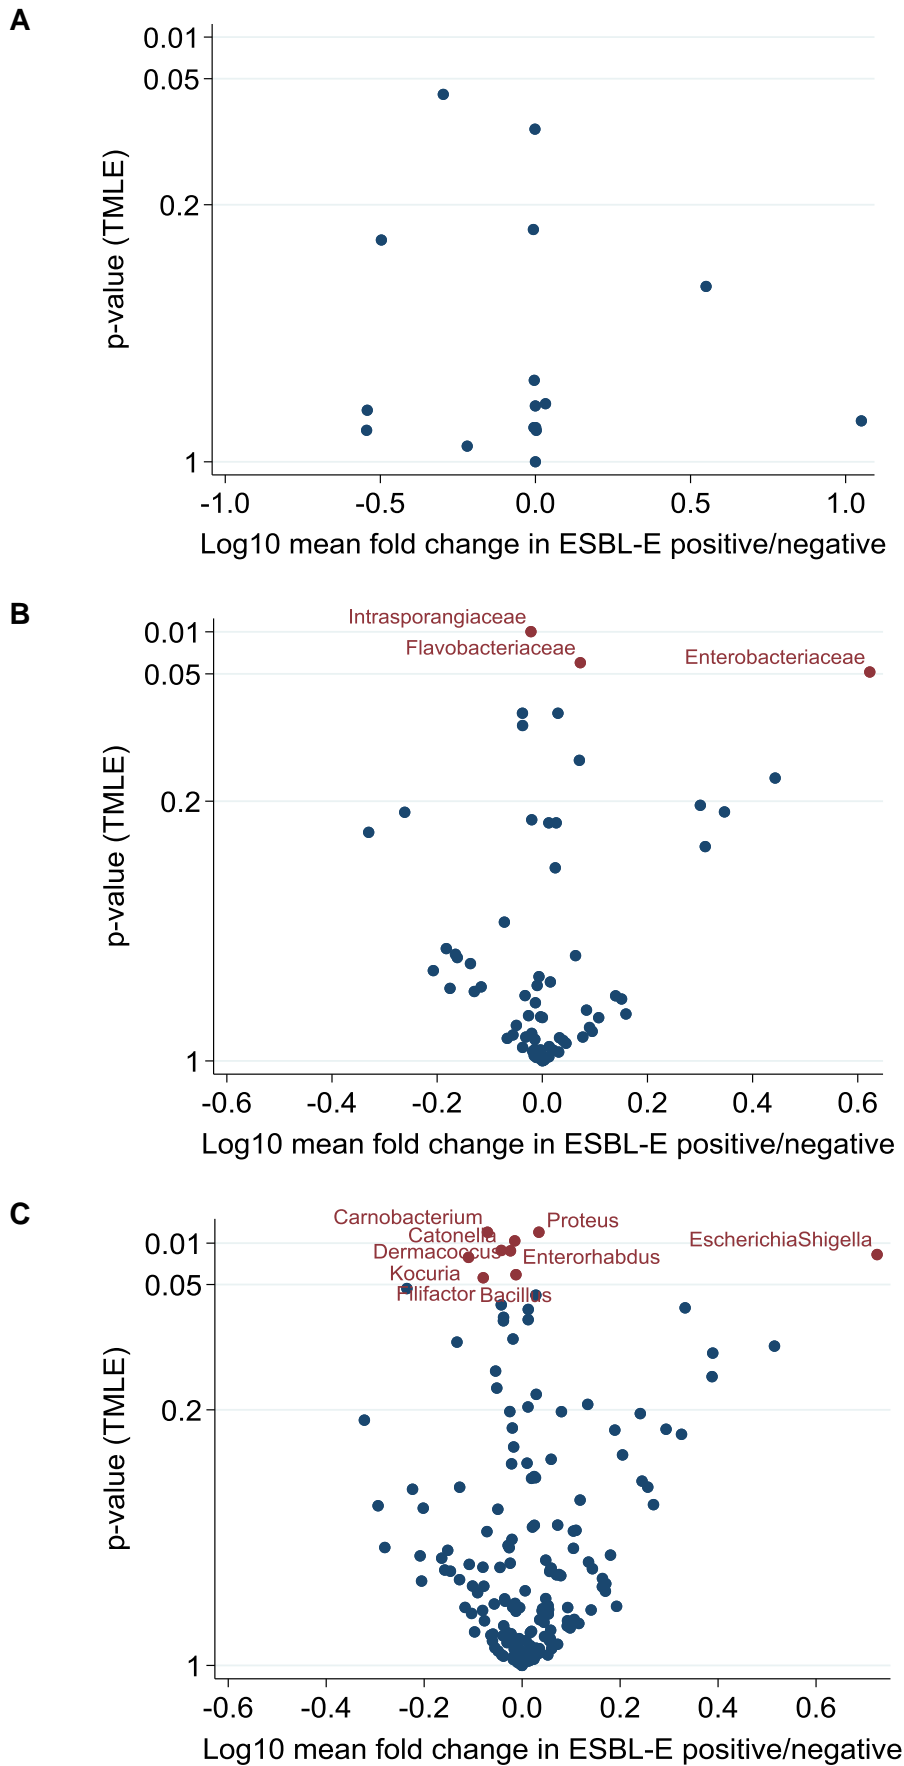 A
0.01
0.05
0.2
1
p-value (TMLE)
-1.0 -0.5 0.0 0.5 1.0
Log10 mean fold change in ESBL-E positive/negative
B
Intrasporangiaceae
Flavobacteriaceae
Enterobacteriaceae
0.01
0.05
0.2
1
p-value (TMLE)
-0.6 -0.4 -0.2 0.0 0.2 0.4 0.6
Log10 mean fold change in ESBL-E positive/negative
C
Carnobacterium
Proteus
Catonella
EscherichiaShigella
Dermacoccus
Enterorhabdus
Kocuria
Filifactor
Bacillus
0.01
0.05
0.2
1
p-value (TMLE)
-0.6 -0.4 -0.2 0.0 0.2 0.4 0.6
Log10 mean fold change in ESBL-E positive/negative